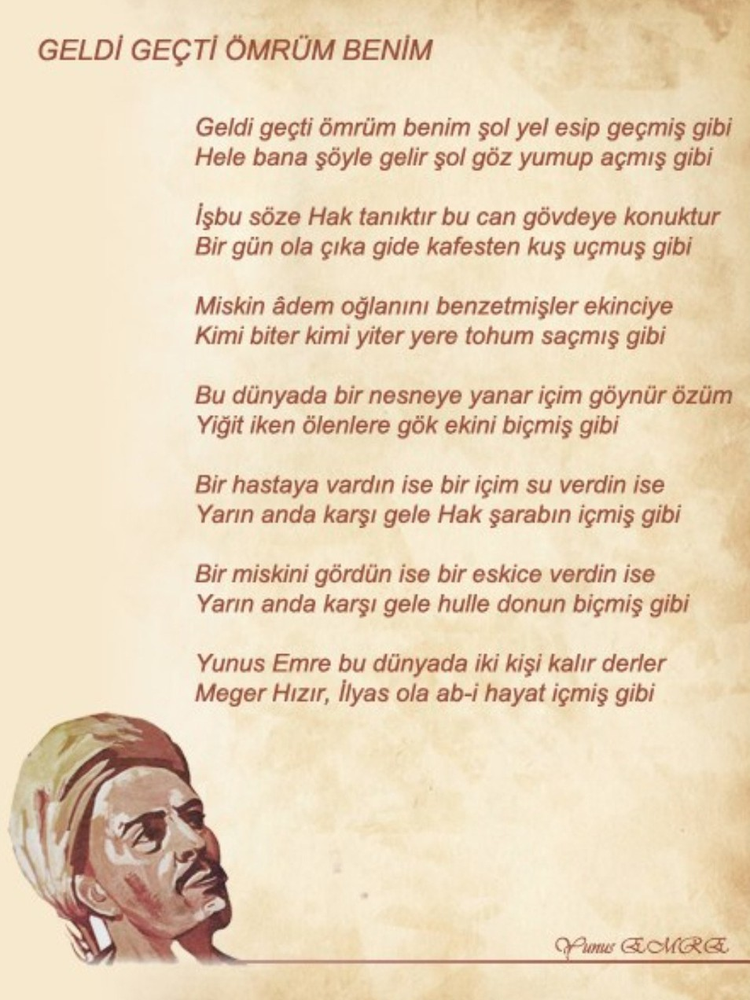 GELDİ GEÇTİ ÖMRÜM BENİM
Geldi geçti ömrüm benim şol yel esip geçmiş gibi
Hele bana şöyle gelir şol göz yumup açmış gibi
İşbu söze Hak tanıktır bu can gövdeye konuktur
Bir gün ola çıka gide kafesten kuş uçmuş gibi
Miskin âdem oğlanını benzetmişler ekinciye
Kimi biter kimi yiter yere tohum saçmış gibi
Bu dünyada bir nesneye yanar içim göynür özüm
Yiğit iken ölenlere gök ekini biçmiş gibi
Bir hastaya vardın ise bir içim su verdin ise
Yarın anda karşı gele Hak şarabın içmiş gibi
Bir miskini gördün ise bir eskice verdin ise
Yarın anda karşı gele hulle donun biçmiş gibi
Yunus Emre bu dünyada iki kişi kalır derler
Meger Hızır, İlyas ola ab-i hayat içmiş gibi
Yunus EMRE